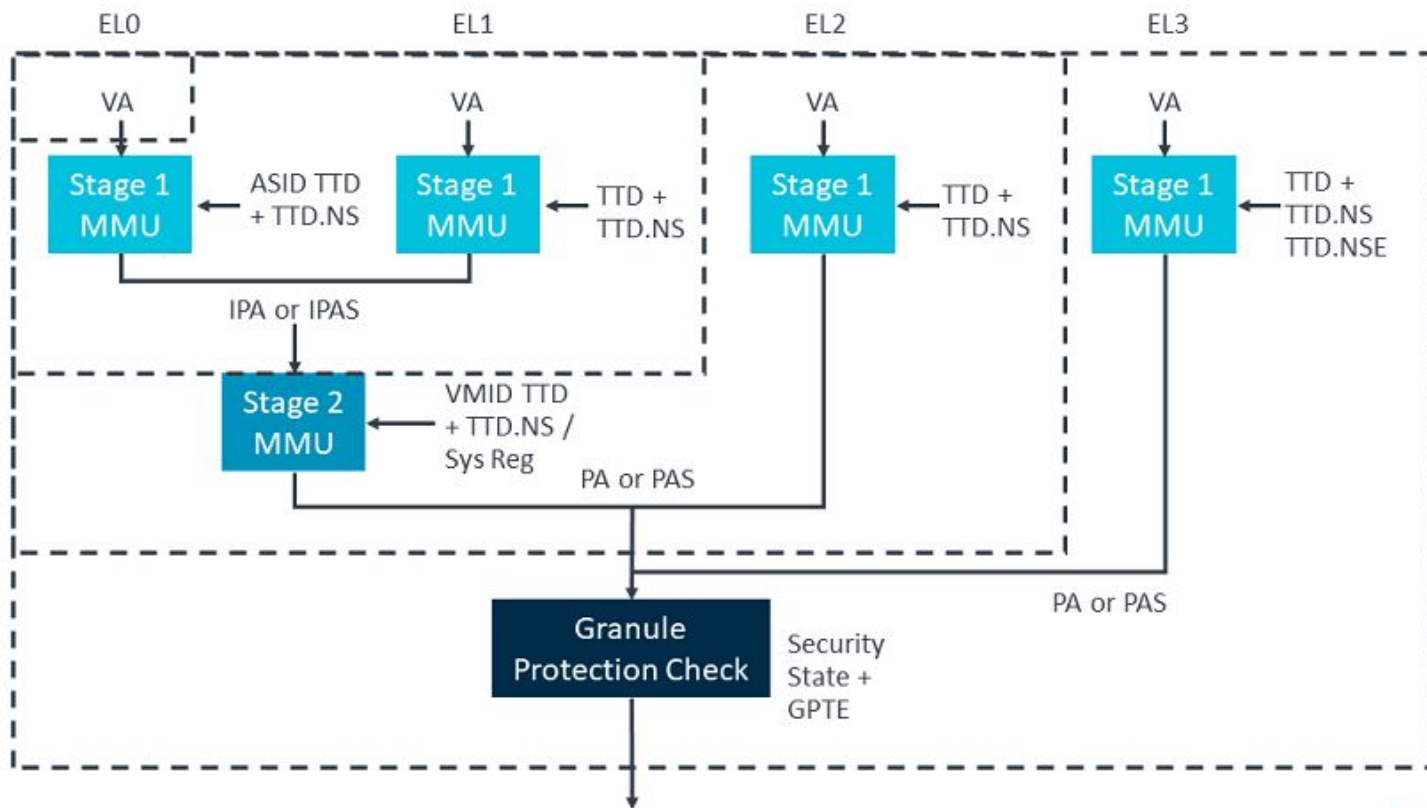 EL0
EL1
EL2
EL3
VA
VA
VA
VA
Stage 1
MMU
ASID TTD
+ TTD.NS
Stage 1
MMU
TTD +
TTD.NS
Stage 1
MMU
TTD +
TTD.NS
Stage 1
MMU
TTD +
TTD.NS
TTD.NSE
IPA or IPAS
Stage 2
MMU
VMID TTD
+ TTD.NS /
Sys Reg
PA or PAS
PA or PAS
Granule
Protection Check
Security
State +
GPTE